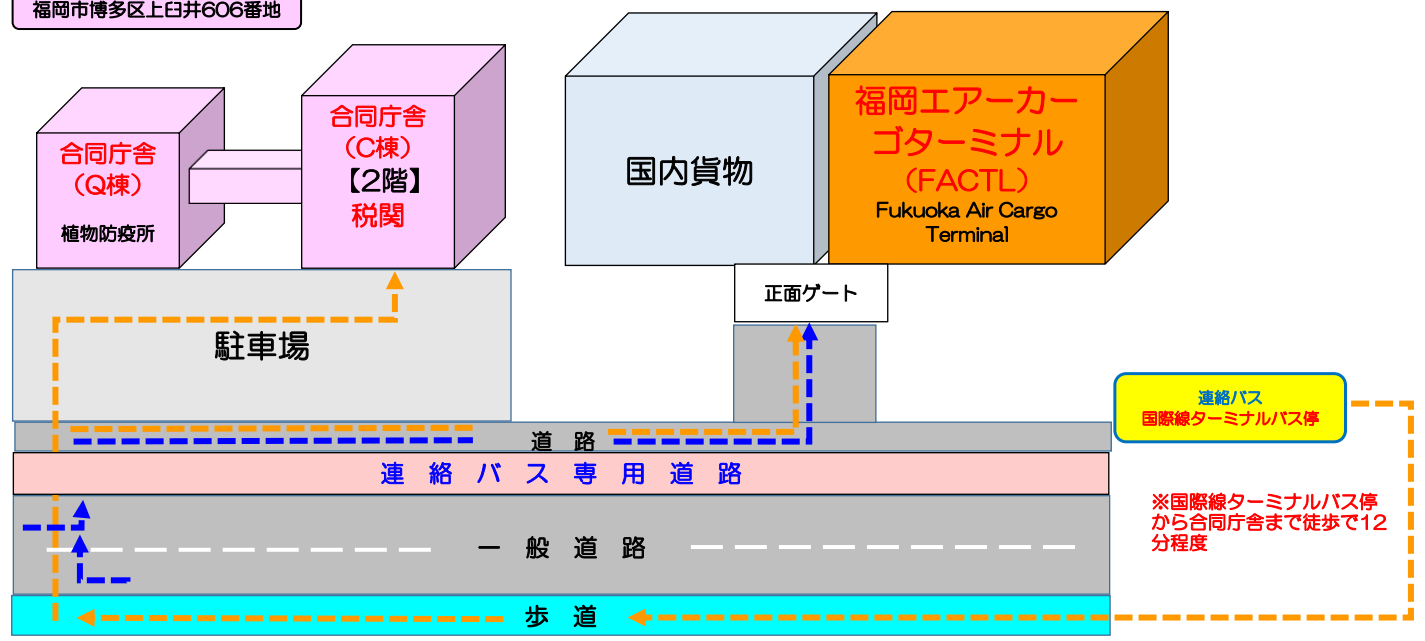 福岡市博多区上臼井606番地
合同庁舎
（Q棟）
植物防疫所
合同庁舎
（C棟）
【2階】
税関
国内貨物
福岡エアーカー
ゴターミナル
（FACTL）
Fukuoka Air Cargo
Terminal
正面ゲート
駐車場
連絡バス
国際線ターミナルバス停
道 路
連 絡 バ ス 専 用 道 路
※国際線ターミナルバス停
から合同庁舎まで徒歩で12
分程度
一 般 道 路
歩 道